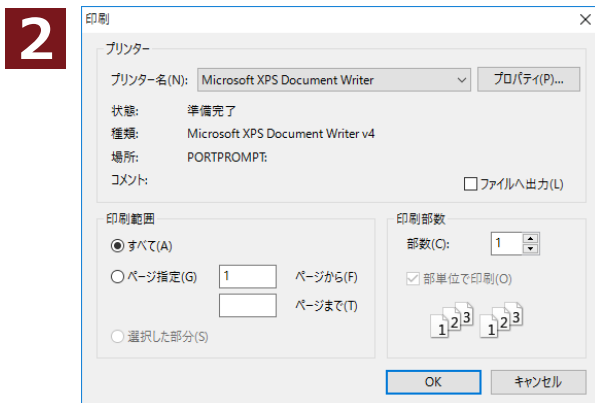 2
印刷
プリンター
プリンター名(N): Microsoft XPS Document Writer プロパティ(P)...
状態: 準備完了
種類: Microsoft XPS Document Writer v4
場所: PORTPROMPT:
コメント: ファイルへ出力(L)
印刷範囲
すべて(A)
ページ指定(G) 1 ページから(F)
ページまで(T)
選択した部分(S)
印刷部数
部数(C): 1
部単位で印刷(O)
1 2 3 1 2 3
OK キャンセル